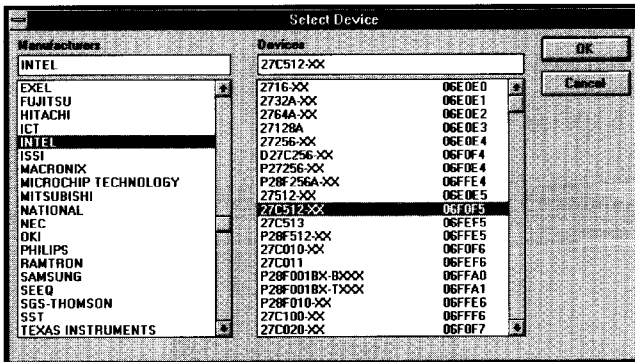 Select Device
Manufacturers
INTEL
EXEL
FUJITSU
HITACHI
ICT
INTEL
ISSI
MACRONIX
MICROCHIP TECHNOLOGY
MITSUBISHI
NATIONAL
NEC
OKI
PHILIPS
RAMTRON
SAMSUNG
SEEQ
SGS-THOMSON
SST
TEXAS INSTRUMENTS
Devices
27C512-XX
2716-XX 06E0E0
2732A-XX 06E0E1
2764A-XX 06E0E2
27128A 06E0E3
27256-XX 06E0E4
D27C256-XX 06F0F4
P27256-XX 06F0E4
P28F256A-XX 06FFE4
27512-XX 06E0E5
27C512-XX 06F0F5
27C513 06FEF5
P28F512-XX 06FFE5
27C010-XX 06F0F6
27C011 06FEF6
P28F001BX-BXXX 06FFA0
P28F001BX-TXXX 06FFA1
P28F010-XX 06FFE6
27C100-XX 06FFF6
27C020-XX 06F0F7
OK
Cancel